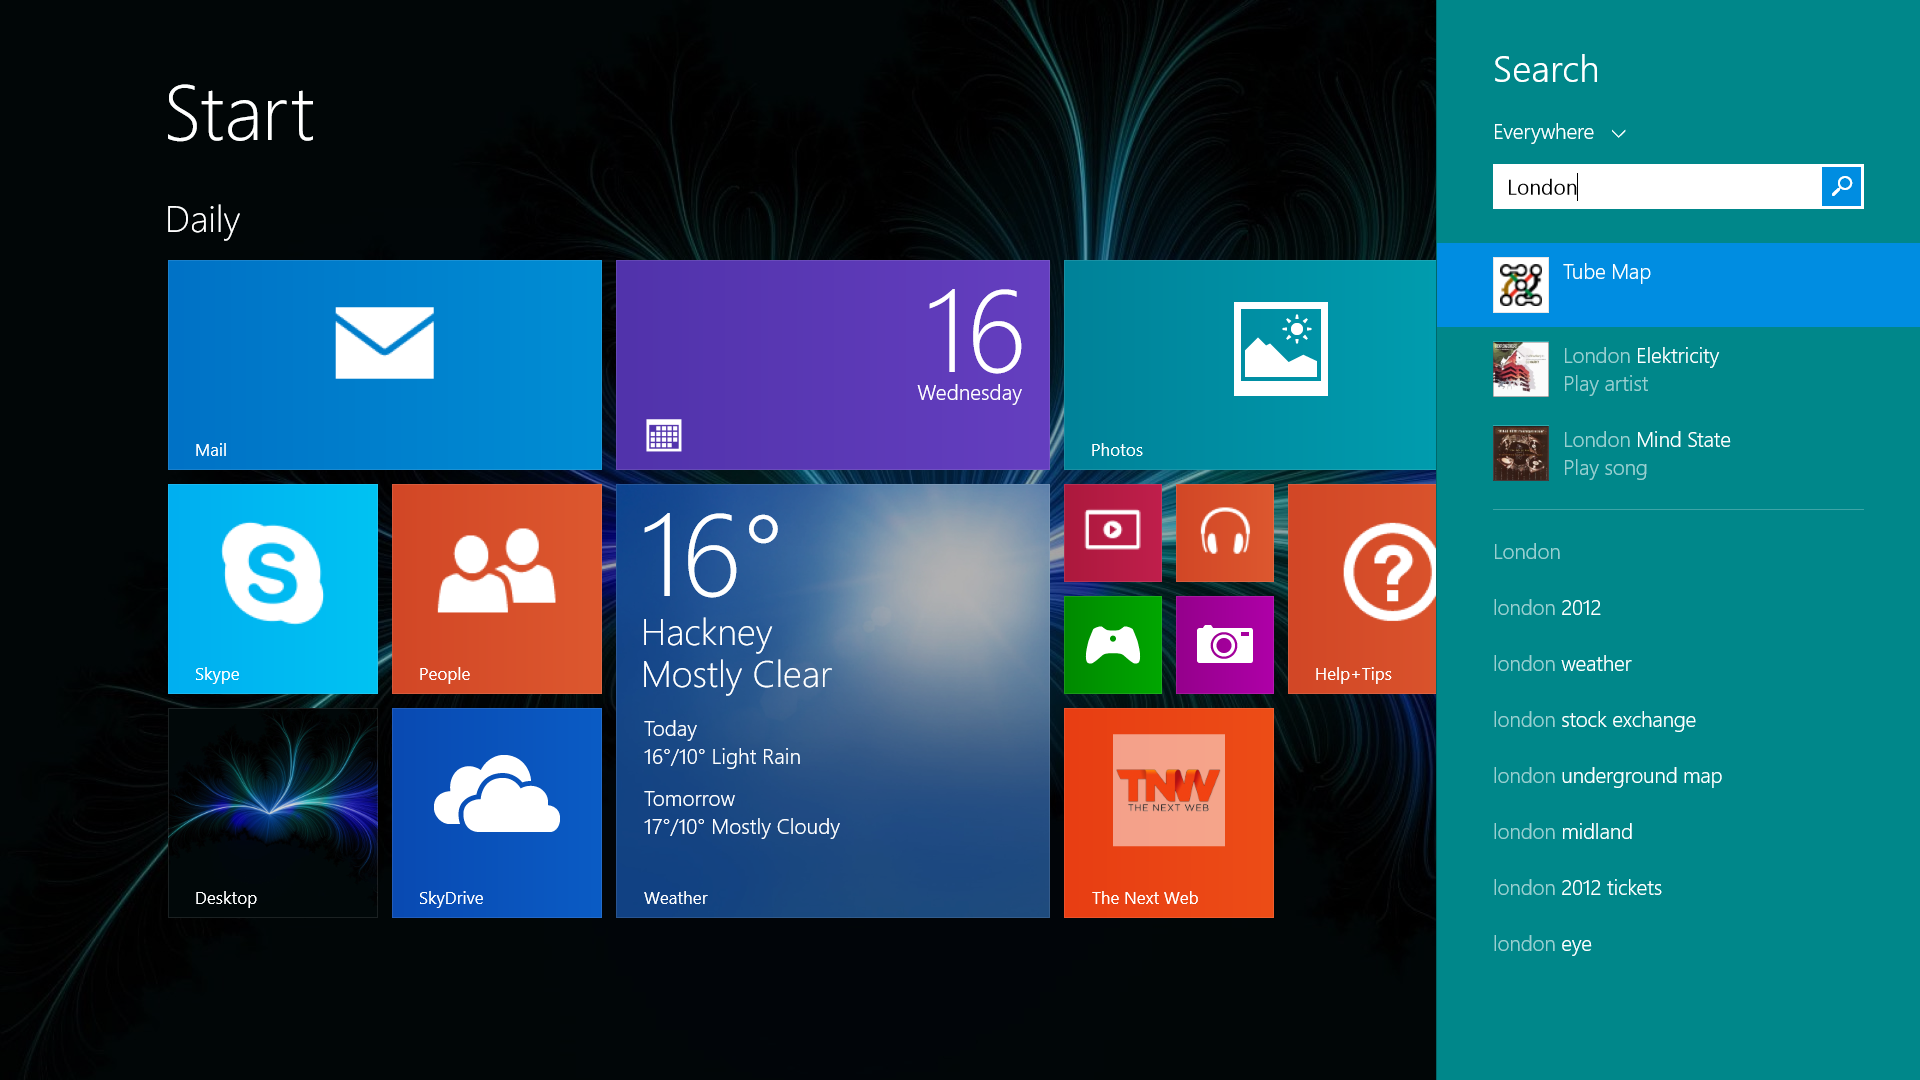 Start
Daily
Mail
16
Wednesday
Photos
Skype
People
16°
Hackney
Mostly Clear
Today
16°/10° Light Rain
Tomorrow
17°/10° Mostly Cloudy
Weather
Help+Tips
Desktop
SkyDrive
TNW
THE NEXT WEB
The Next Web
Search
Everywhere
London
Tube Map
London Elektricity
Play artist
London Mind State
Play song
London
london 2012
london weather
london stock exchange
london underground map
london midland
london 2012 tickets
london eye